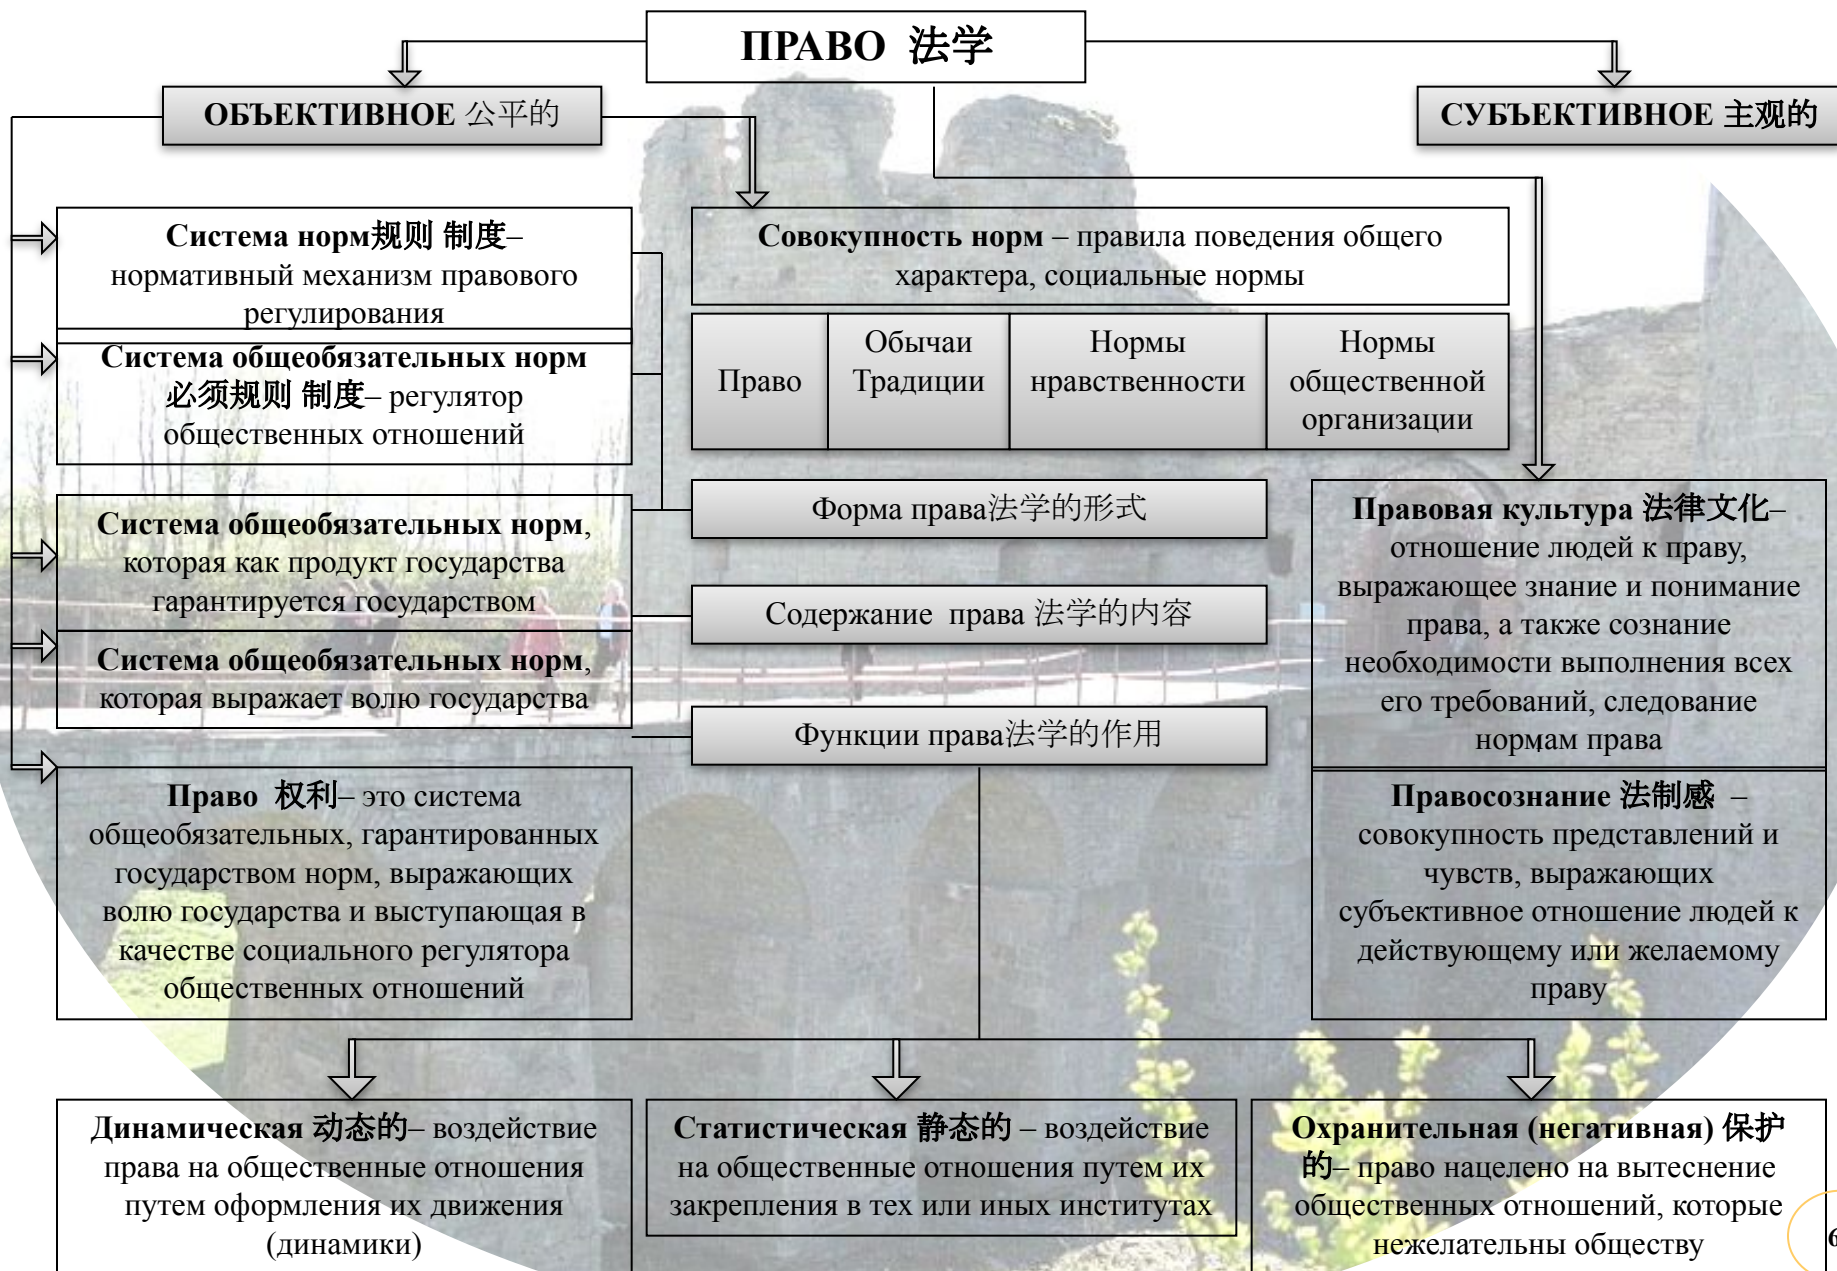 ПРАВО 法学
ОБЪЕКТИВНОЕ 公平的
СУБЪЕКТИВНОЕ 主观的
Система норм规则 制度–
нормативный механизм правового
регулирования
Система общеобязательных норм
必须规则 制度– регулятор
общественных отношений
Система общеобязательных норм,
которая как продукт государства
гарантируется государством
Система общеобязательных норм,
которая выражает волю государства
Право 权利– это система
общеобязательных, гарантированных
государством норм, выражающих
волю государства и выступающая в
качестве социального регулятора
общественных отношений
Совокупность норм – правила поведения общего
характера, социальные нормы
Право
Обычаи
Традиции
Нормы
нравственности
Нормы
общественной
организации
Форма права法学的形式
Содержание права 法学的内容
Функции права法学的作用
Правовая культура 法律文化–
отношение людей к праву,
выражающее знание и понимание
права, а также сознание
необходимости выполнения всех
его требований, следование
нормам права
Правосознание 法制感 –
совокупность представлений и
чувств, выражающих
субъективное отношение людей к
действующему или желаемому
праву
Динамическая 动态的– воздействие
права на общественные отношения
путем оформления их движения
(динамики)
Статистическая 静态的 – воздействие
на общественные отношения путем их
закрепления в тех или иных институтах
Охранительная (негативная) 保护
的– право нацелено на вытеснение
общественных отношений, которые
нежелательны обществу
6